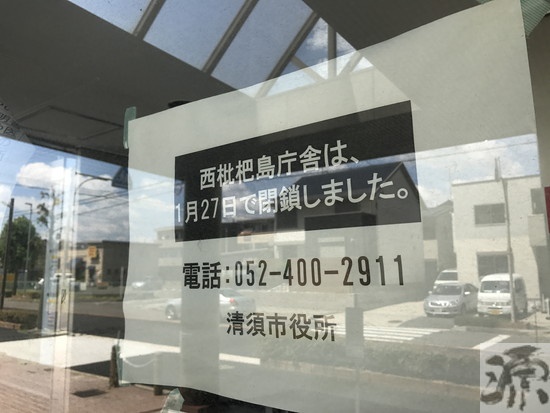 西枇杷島庁舎は、
1月27日で閉鎖しました。
電話:052-400-2911
清須市役所
源